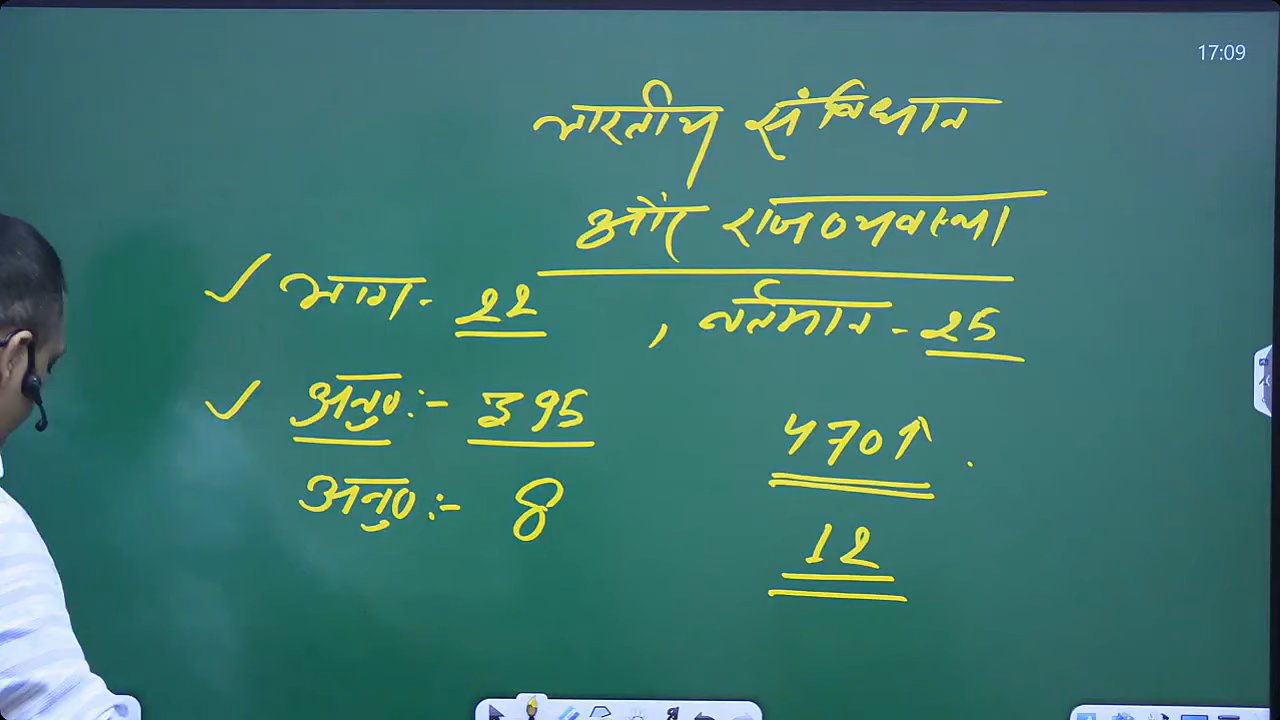 17:09
भारतीय संविधान
और राजव्यवस्था
भाग - 22 , वर्तमान - 25
अनु० :- 395 470↑
अनु० :- 8 12